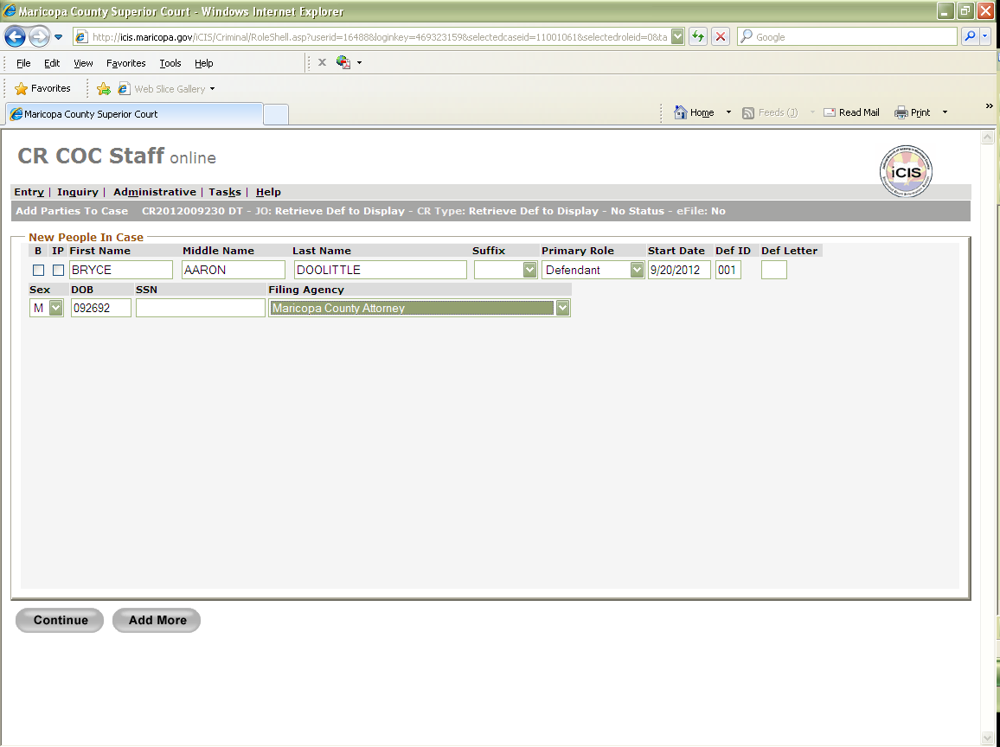 Maricopa County Superior Court - Windows Internet Explorer
http://icis.maricopa.gov/iCIS/Criminal/RoleShell.asp?userid=16488&loginkey=469323159&selectedcaseid=11001061&selectedroleid=0&ta
Google
File Edit View Favorites Tools Help
X
Favorites Web Slice Gallery
Maricopa County Superior Court
Home Feeds (J) Read Mail Print »
CR COC Staff online
iCIS
Entry | Inquiry | Administrative | Tasks | Help
Add Parties To Case CR2012009230 DT - JO: Retrieve Def to Display - CR Type: Retrieve Def to Display - No Status - eFile: No
New People In Case
B IP First Name Middle Name Last Name Suffix Primary Role Start Date Def ID Def Letter
BRYCE AARON DOOLITTLE Defendant 9/20/2012 001
Sex DOB SSN Filing Agency
M 092692 Maricopa County Attorney
Continue Add More